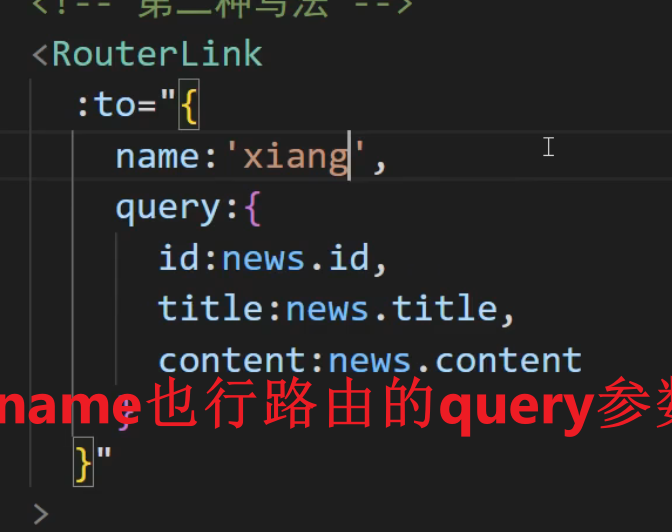 <!-- 第二种写法 -->
<RouterLink
:to="{
name:'xiang',
query:{
id:news.id,
title:news.title,
content:news.content
name也行路由的query参数
}
}"
>